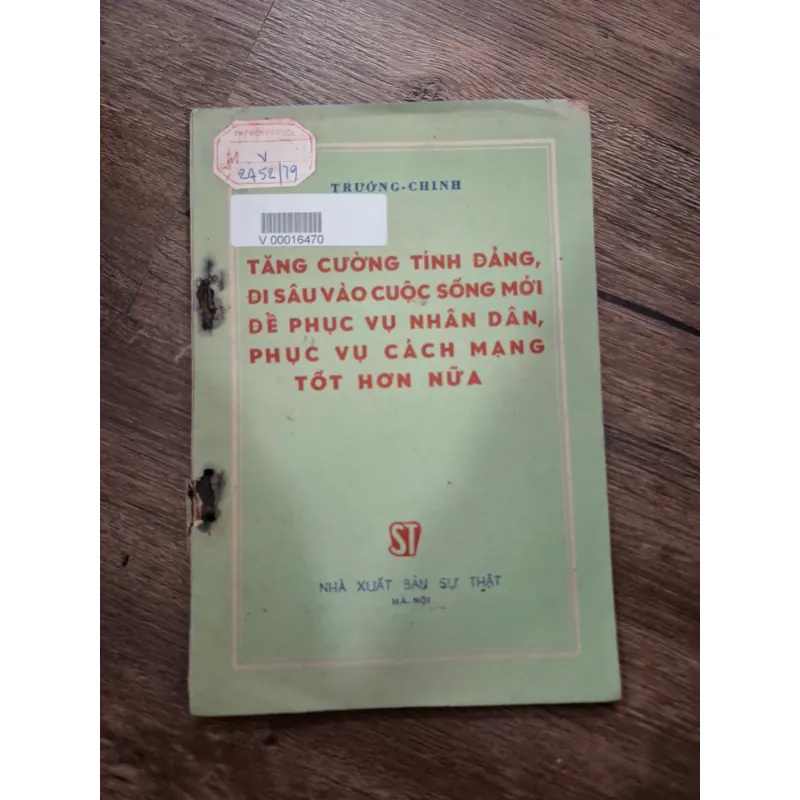 V
2452/79
TRƯỜNG-CHINH
V 00016470
TĂNG CƯỜNG TÍNH ĐẢNG,
ĐI SÂU VÀO CUỘC SỐNG MỚI
ĐỂ PHỤC VỤ NHÂN DÂN,
PHỤC VỤ CÁCH MẠNG
TỐT HƠN NỮA
ST
NHÀ XUẤT BẢN SỰ THẬT
HÀ-NỘI